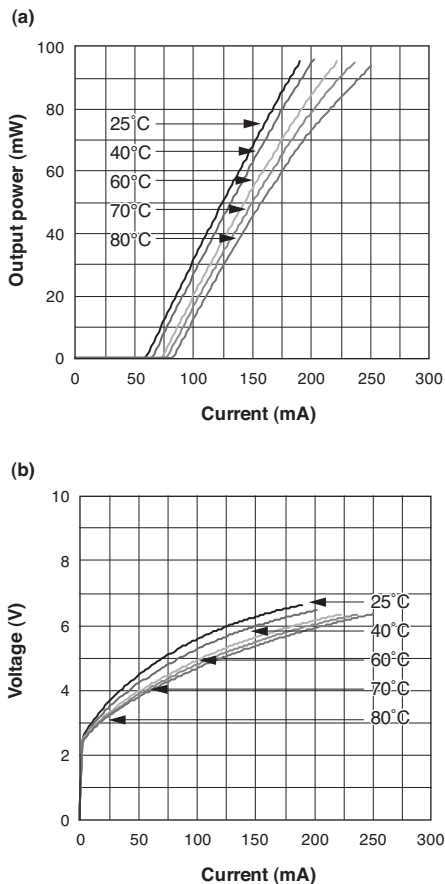 (a)
100
80
60
40
20
0
Output power (mW)
25°C
40°C
60°C
70°C
80°C
0 50 100 150 200 250 300
Current (mA)
(b)
10
8
6
4
2
0
Voltage (V)
25°C
40°C
60°C
70°C
80°C
0 50 100 150 200 250 300
Current (mA)